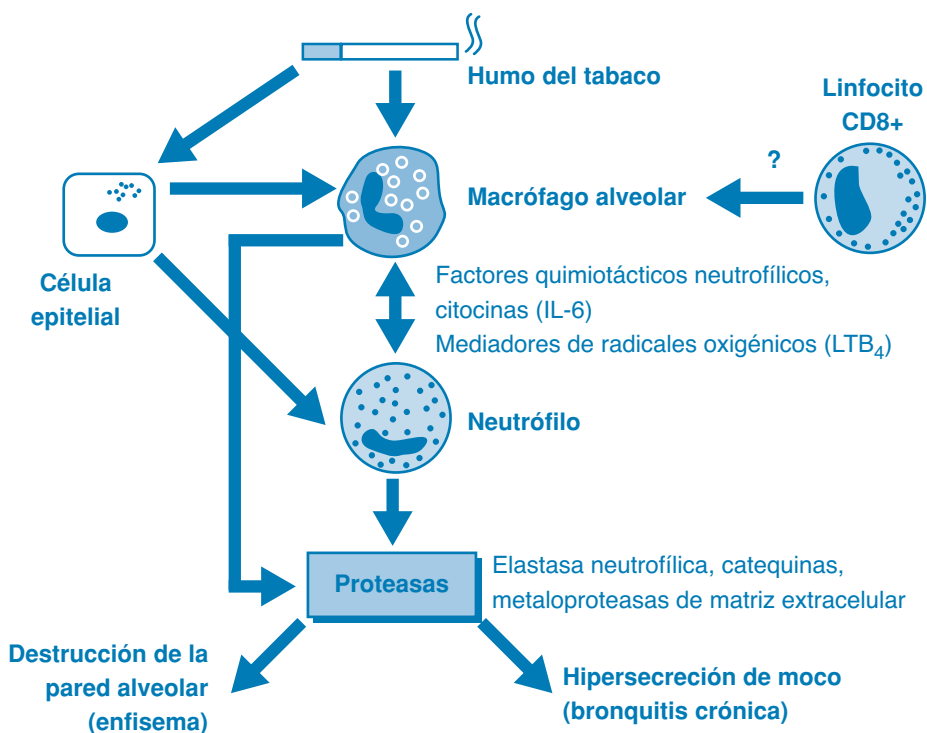 Humo del tabaco
Linfocito
CD8+
?
Macrófago alveolar
Célula
epitelial
Factores quimiotácticos neutrofílicos,
citocinas (IL-6)
Mediadores de radicales oxigénicos (LTB₄)
Neutrófilo
Proteasas
Elastasa neutrofílica, catequinas,
metaloproteasas de matriz extracelular
Destrucción de la
pared alveolar
(enfisema)
Hipersecreción de moco
(bronquitis crónica)